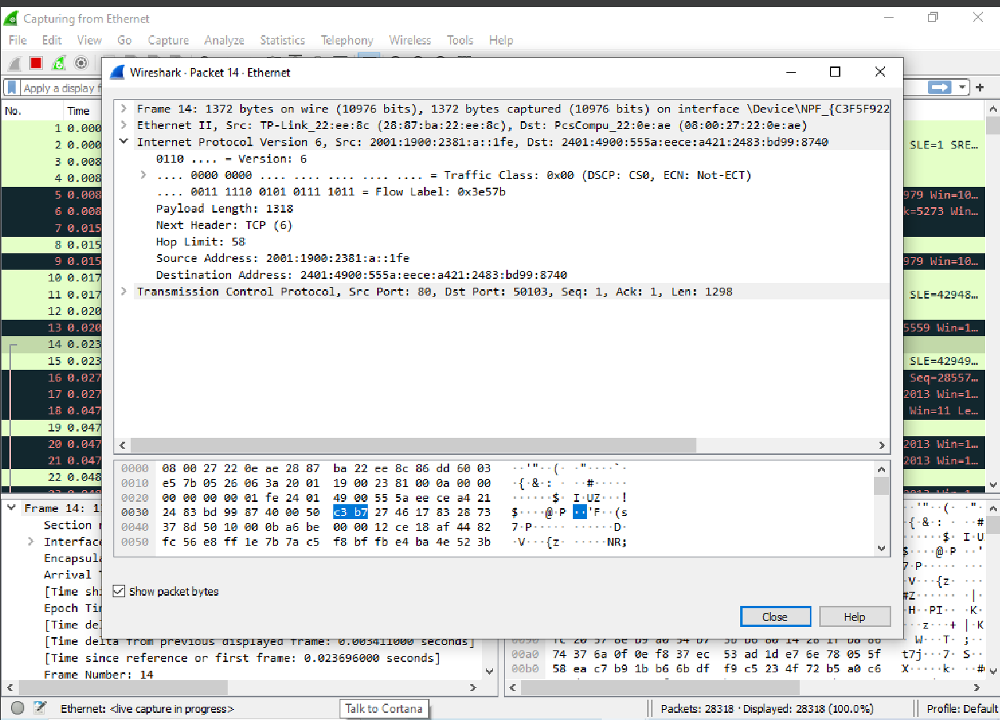 Capturing from Ethernet
File Edit View Go Capture Analyze Statistics Telephony Wireless Tools Help
Wireshark · Packet 14 · Ethernet
Apply a display f
No. Time
Frame 14: 1372 bytes on wire (10976 bits), 1372 bytes captured (10976 bits) on interface \Device\NPF_{C3F5F922
Ethernet II, Src: TP-Link_22:ee:8c (28:87:ba:22:ee:8c), Dst: PcsCompu_22:0e:ae (08:00:27:22:0e:ae)
Internet Protocol Version 6, Src: 2001:1900:2381:a::1fe, Dst: 2401:4900:555a:eece:a421:2483:bd99:8740
0110 .... = Version: 6
.... 0000 0000 .... .... .... .... .... = Traffic Class: 0x00 (DSCP: CS0, ECN: Not-ECT)
.... 0011 1110 0101 0111 1011 = Flow Label: 0x3e57b
Payload Length: 1318
Next Header: TCP (6)
Hop Limit: 58
Source Address: 2001:1900:2381:a::1fe
Destination Address: 2401:4900:555a:eece:a421:2483:bd99:8740
Transmission Control Protocol, Src Port: 80, Dst Port: 50103, Seq: 1, Ack: 1, Len: 1298
1 0.000
2 0.000
3 0.008
4 0.008
5 0.008
6 0.008
7 0.015
8 0.015
9 0.015
10 0.017
11 0.017
12 0.020
13 0.020
14 0.023
15 0.023
16 0.027
17 0.027
18 0.047
19 0.047
20 0.047
21 0.047
22 0.048
SLE=1 SRE…
979 Win=10…
k=5273 Win…
979 Win=10…
SLE=42948…
5559 Win=1…
SLE=42949…
Seq=28557…
2013 Win=1…
Win=11 Le…
2013 Win=1…
2013 Win=1…
0000 08 00 27 22 0e ae 28 87 ba 22 ee 8c 86 dd 60 03 ··'"··(· ·"····`·
0010 e5 7b 05 26 06 3a 20 01 19 00 23 81 00 0a 00 00 ·{·&·: · ··#·····
0020 00 00 00 00 01 fe 24 01 49 00 55 5a ee ce a4 21 ······$· I·UZ···!
0030 24 83 bd 99 87 40 00 50 c3 b7 27 46 17 83 28 73 $····@·P ··'F··(s
0040 37 8d 50 10 00 0b a6 be 00 00 12 ce 18 af 44 82 7·P····· ······D·
0050 fc 56 e8 ff 1e 7b 7a c5 f8 bf fb e4 ba 4e 52 3b ·V···{z· ·····NR;
Show packet bytes
Close Help
Frame 14: 1
Section
Interfac
Encapsula
Arrival
[Time shi
Epoch Tim
[Time del
[Time delta from previous displayed frame: 0.003411000 seconds]
[Time since reference or first frame: 0.023696000 seconds]
Frame Number: 14
00a0 74 37 6a 0f 0e f8 37 ec 53 ad 1d e7 6e 78 05 5f t7j···7· S·
00b0 58 ea c7 b9 1b b6 6b df f9 c5 23 4f 72 b5 a0 c6 X·····k· ··#
Ethernet: <live capture in progress>
Talk to Cortana
Packets: 28318 · Displayed: 28318 (100.0%)
Profile: Default